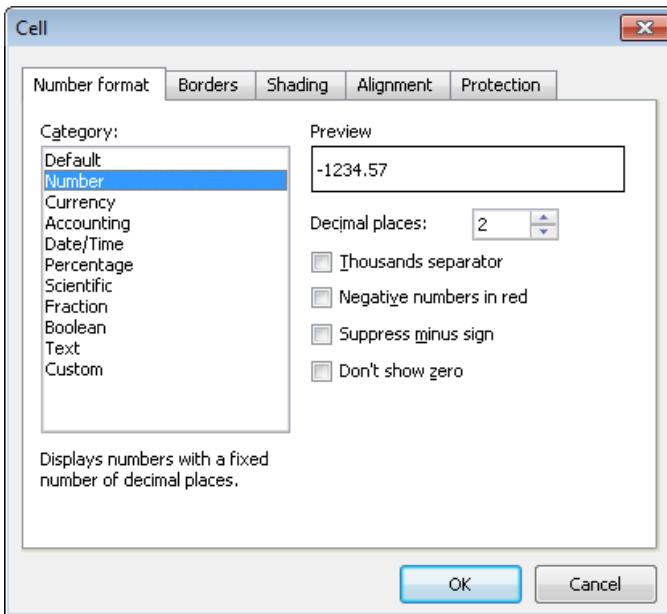 Cell
Number format Borders Shading Alignment Protection
Category:
Default
Number
Currency
Accounting
Date/Time
Percentage
Scientific
Fraction
Boolean
Text
Custom
Displays numbers with a fixed
number of decimal places.
Preview
-1234.57
Decimal places: 2
Thousands separator
Negative numbers in red
Suppress minus sign
Don't show zero
OK Cancel